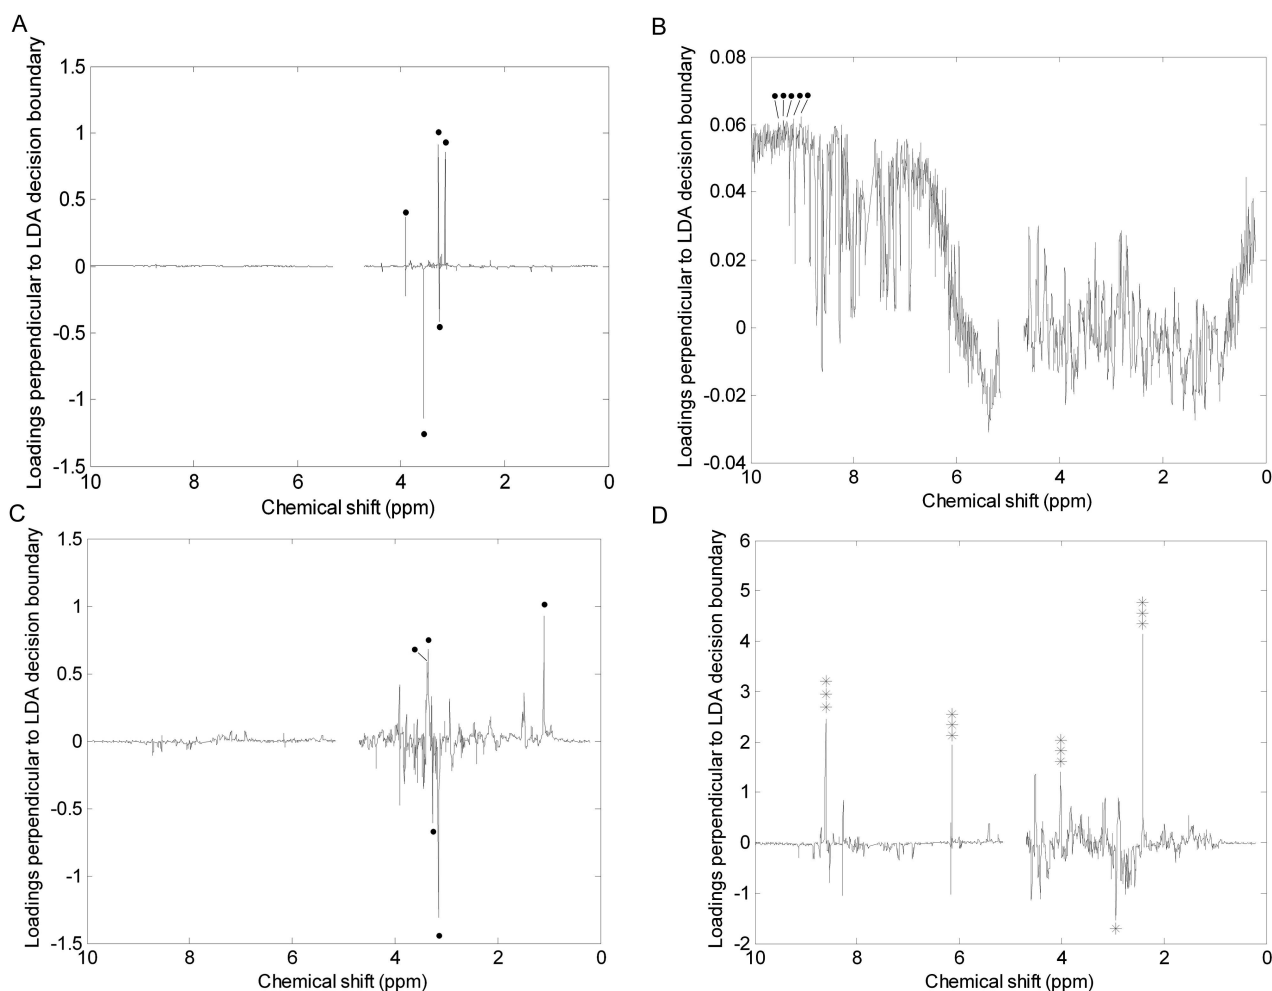 A
Loadings perpendicular to LDA decision boundary
1.5
1
0.5
0
-0.5
-1
-1.5
10 8 6 4 2 0
Chemical shift (ppm)
B
Loadings perpendicular to LDA decision boundary
0.08
0.06
0.04
0.02
0
-0.02
-0.04
10 8 6 4 2 0
Chemical shift (ppm)
C
Loadings perpendicular to LDA decision boundary
1.5
1
0.5
0
-0.5
-1
-1.5
10 8 6 4 2 0
Chemical shift (ppm)
D
Loadings perpendicular to LDA decision boundary
6
5
4
3
2
1
0
-1
-2
10 8 6 4 2 0
Chemical shift (ppm)